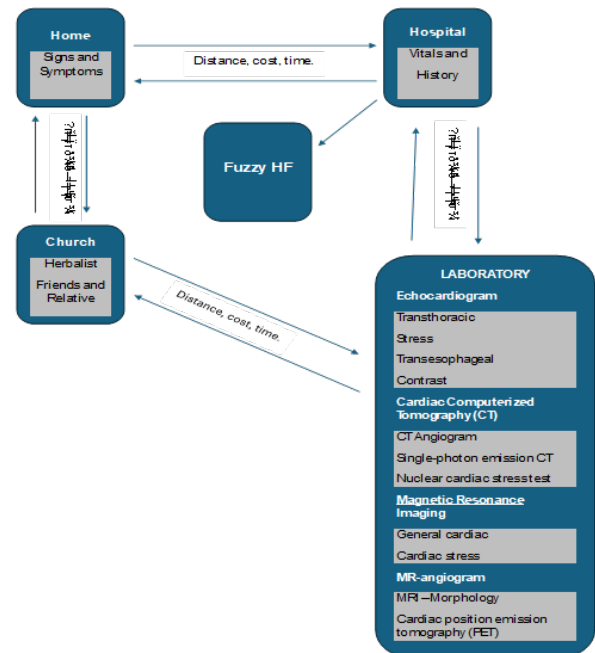 Home
Signs and
Symptoms
Distance, cost, time.
Hospital
Vitals and
History
Fuzzy HF
Church
Herbalist
Friends and
Relative
Distance, cost, time.
LABORATORY
Echocardiogram
Transthoracic
Stress
Transesophageal
Contrast
Cardiac Computerized
Tomography (CT)
CT Angiogram
Single-photon emission CT
Nuclear cardiac stress test
Magnetic Resonance
Imaging
General cardiac
Cardiac stress
MR-angiogram
MRI –Morphology
Cardiac position emission
tomography (PET)